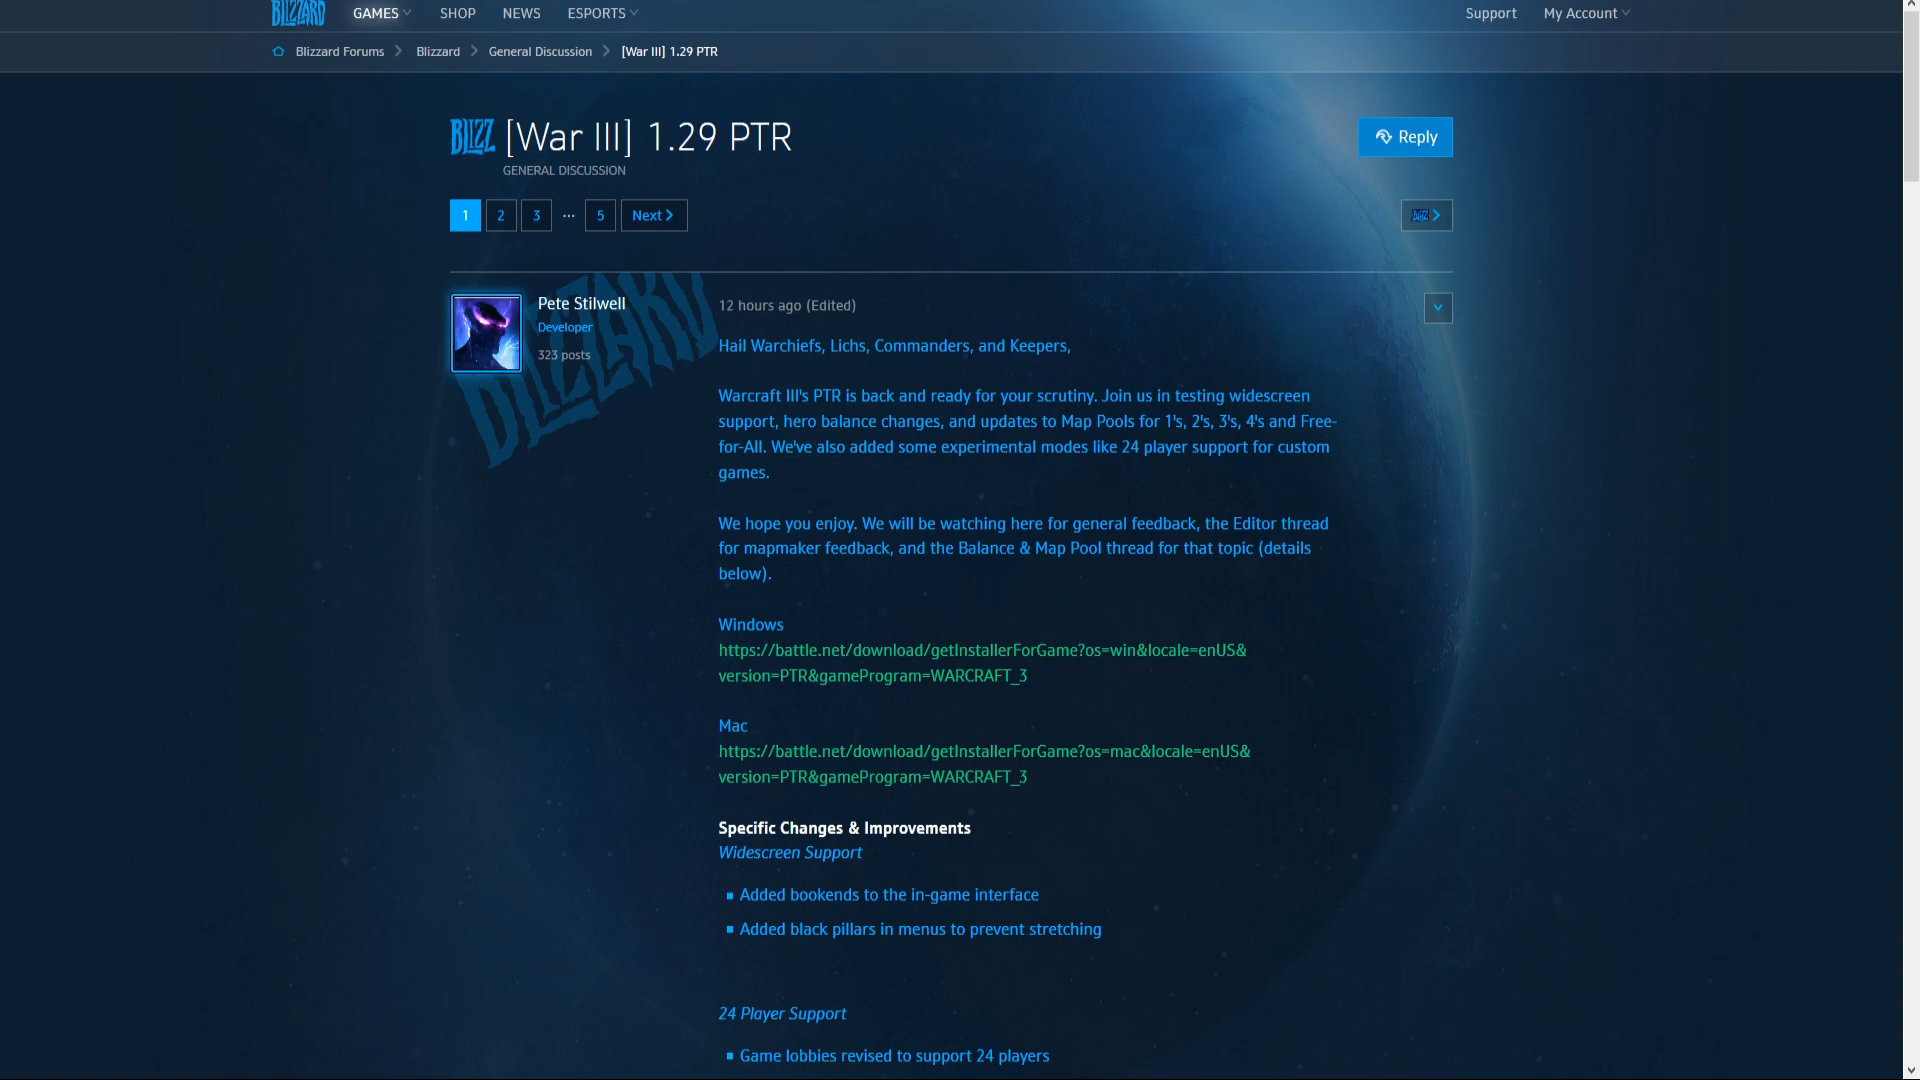 BLIZZARD GAMES SHOP NEWS ESPORTS Support My Account
Blizzard Forums Blizzard General Discussion [War III] 1.29 PTR
BLIZZ [War III] 1.29 PTR
Reply
GENERAL DISCUSSION
1 2 3 ... 5 Next
BLIZZ
BLIZZARD
Pete Stilwell
Developer
323 posts
12 hours ago (Edited)
Hail Warchiefs, Lichs, Commanders, and Keepers,
Warcraft III's PTR is back and ready for your scrutiny. Join us in testing widescreen
support, hero balance changes, and updates to Map Pools for 1's, 2's, 3's, 4's and Free-
for-All. We've also added some experimental modes like 24 player support for custom
games.
We hope you enjoy. We will be watching here for general feedback, the Editor thread
for mapmaker feedback, and the Balance & Map Pool thread for that topic (details
below).
Windows
https://battle.net/download/getInstallerForGame?os=win&locale=enUS&
version=PTR&gameProgram=WARCRAFT_3
Mac
https://battle.net/download/getInstallerForGame?os=mac&locale=enUS&
version=PTR&gameProgram=WARCRAFT_3
Specific Changes & Improvements
Widescreen Support
Added bookends to the in-game interface
Added black pillars in menus to prevent stretching
24 Player Support
Game lobbies revised to support 24 players